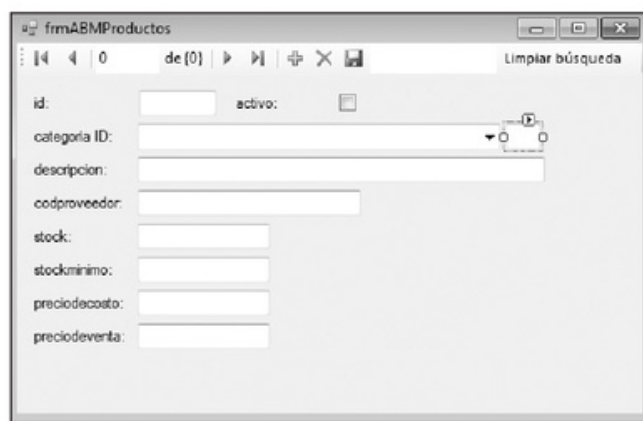 frmABMProductos
0 de {0} Limpiar búsqueda
id: activo:
categoria ID:
descripcion:
codproveedor:
stock:
stockminimo:
preciodecosto:
preciodeventa: